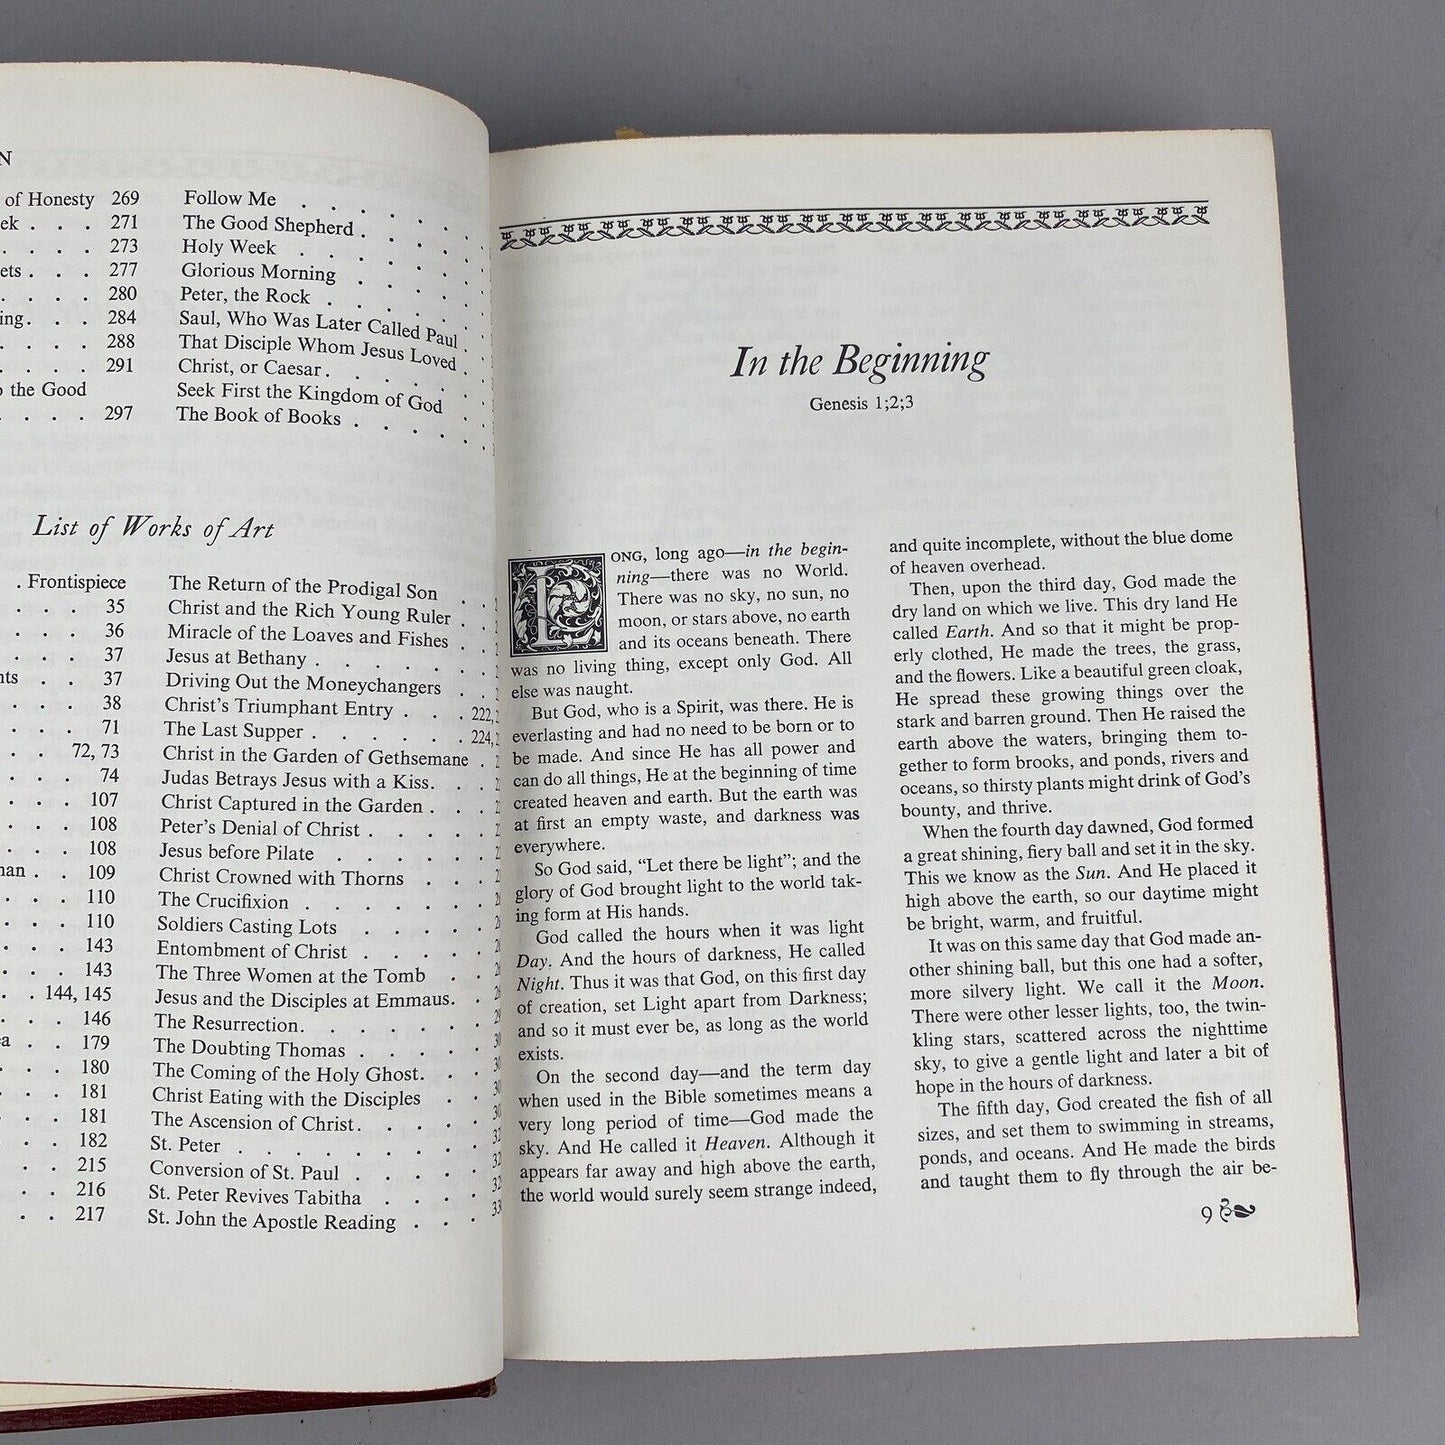 N
of Honesty 269
ek . . . 271
. . . . 273
ets . . . 277
. . . . 280
ing. . . 284
. . . . 288
. . . . 291
the Good
. . . . 297
Follow Me . . . . .
The Good Shepherd . . . .
Holy Week . . . . .
Glorious Morning . . . .
Peter, the Rock . . . . .
Saul, Who Was Later Called Paul .
That Disciple Whom Jesus Loved .
Christ, or Caesar . . . . .
Seek First the Kingdom of God .
The Book of Books . . . . .
List of Works of Art
. Frontispiece
. . . 35
. . . 36
. . . 37
nts . . 37
. . . 38
. . . 71
. . 72, 73
. . . 74
. . . 107
. . . 108
. . . 108
nan . . 109
. . . 110
. . . 110
. . . 143
. . . 143
. . 144, 145
. . . 146
a . . 179
. . . 180
. . . 181
. . . 181
. . . 182
. . . 215
. . . 216
. . . 217
The Return of the Prodigal Son .
Christ and the Rich Young Ruler . .
Miracle of the Loaves and Fishes . .
Jesus at Bethany . . . . .
Driving Out the Moneychangers . .
Christ's Triumphant Entry . . . 222,
The Last Supper . . . . . . 224,
Christ in the Garden of Gethsemane .
Judas Betrays Jesus with a Kiss. . .
Christ Captured in the Garden . . .
Peter's Denial of Christ . . . . .
Jesus before Pilate . . . . .
Christ Crowned with Thorns . . .
The Crucifixion . . . . . .
Soldiers Casting Lots . . . . .
Entombment of Christ . . . . .
The Three Women at the Tomb . .
Jesus and the Disciples at Emmaus. .
The Resurrection. . . . . . .
The Doubting Thomas . . . . .
The Coming of the Holy Ghost. . .
Christ Eating with the Disciples . .
The Ascension of Christ. . . . .
St. Peter . . . . . . . .
Conversion of St. Paul . . . . .
St. Peter Revives Tabitha . . . .
St. John the Apostle Reading . . .
In the Beginning
Genesis 1;2;3
LONG, long ago—in the begin-
ning—there was no World.
There was no sky, no sun, no
moon, or stars above, no earth
and its oceans beneath. There
was no living thing, except only God. All
else was naught.
But God, who is a Spirit, was there. He is
everlasting and had no need to be born or to
be made. And since He has all power and
can do all things, He at the beginning of time
created heaven and earth. But the earth was
at first an empty waste, and darkness was
everywhere.
So God said, “Let there be light”; and the
glory of God brought light to the world tak-
ing form at His hands.
God called the hours when it was light
Day. And the hours of darkness, He called
Night. Thus it was that God, on this first day
of creation, set Light apart from Darkness;
and so it must ever be, as long as the world
exists.
On the second day—and the term day
when used in the Bible sometimes means a
very long period of time—God made the
sky. And He called it Heaven. Although it
appears far away and high above the earth,
the world would surely seem strange indeed,
and quite incomplete, without the blue dome
of heaven overhead.
Then, upon the third day, God made the
dry land on which we live. This dry land He
called Earth. And so that it might be prop-
erly clothed, He made the trees, the grass,
and the flowers. Like a beautiful green cloak,
He spread these growing things over the
stark and barren ground. Then He raised the
earth above the waters, bringing them to-
gether to form brooks, and ponds, rivers and
oceans, so thirsty plants might drink of God's
bounty, and thrive.
When the fourth day dawned, God formed
a great shining, fiery ball and set it in the sky.
This we know as the Sun. And He placed it
high above the earth, so our daytime might
be bright, warm, and fruitful.
It was on this same day that God made an-
other shining ball, but this one had a softer,
more silvery light. We call it the Moon.
There were other lesser lights, too, the twin-
kling stars, scattered across the nighttime
sky, to give a gentle light and later a bit of
hope in the hours of darkness.
The fifth day, God created the fish of all
sizes, and set them to swimming in streams,
ponds, and oceans. And He made the birds
and taught them to fly through the air be-
9